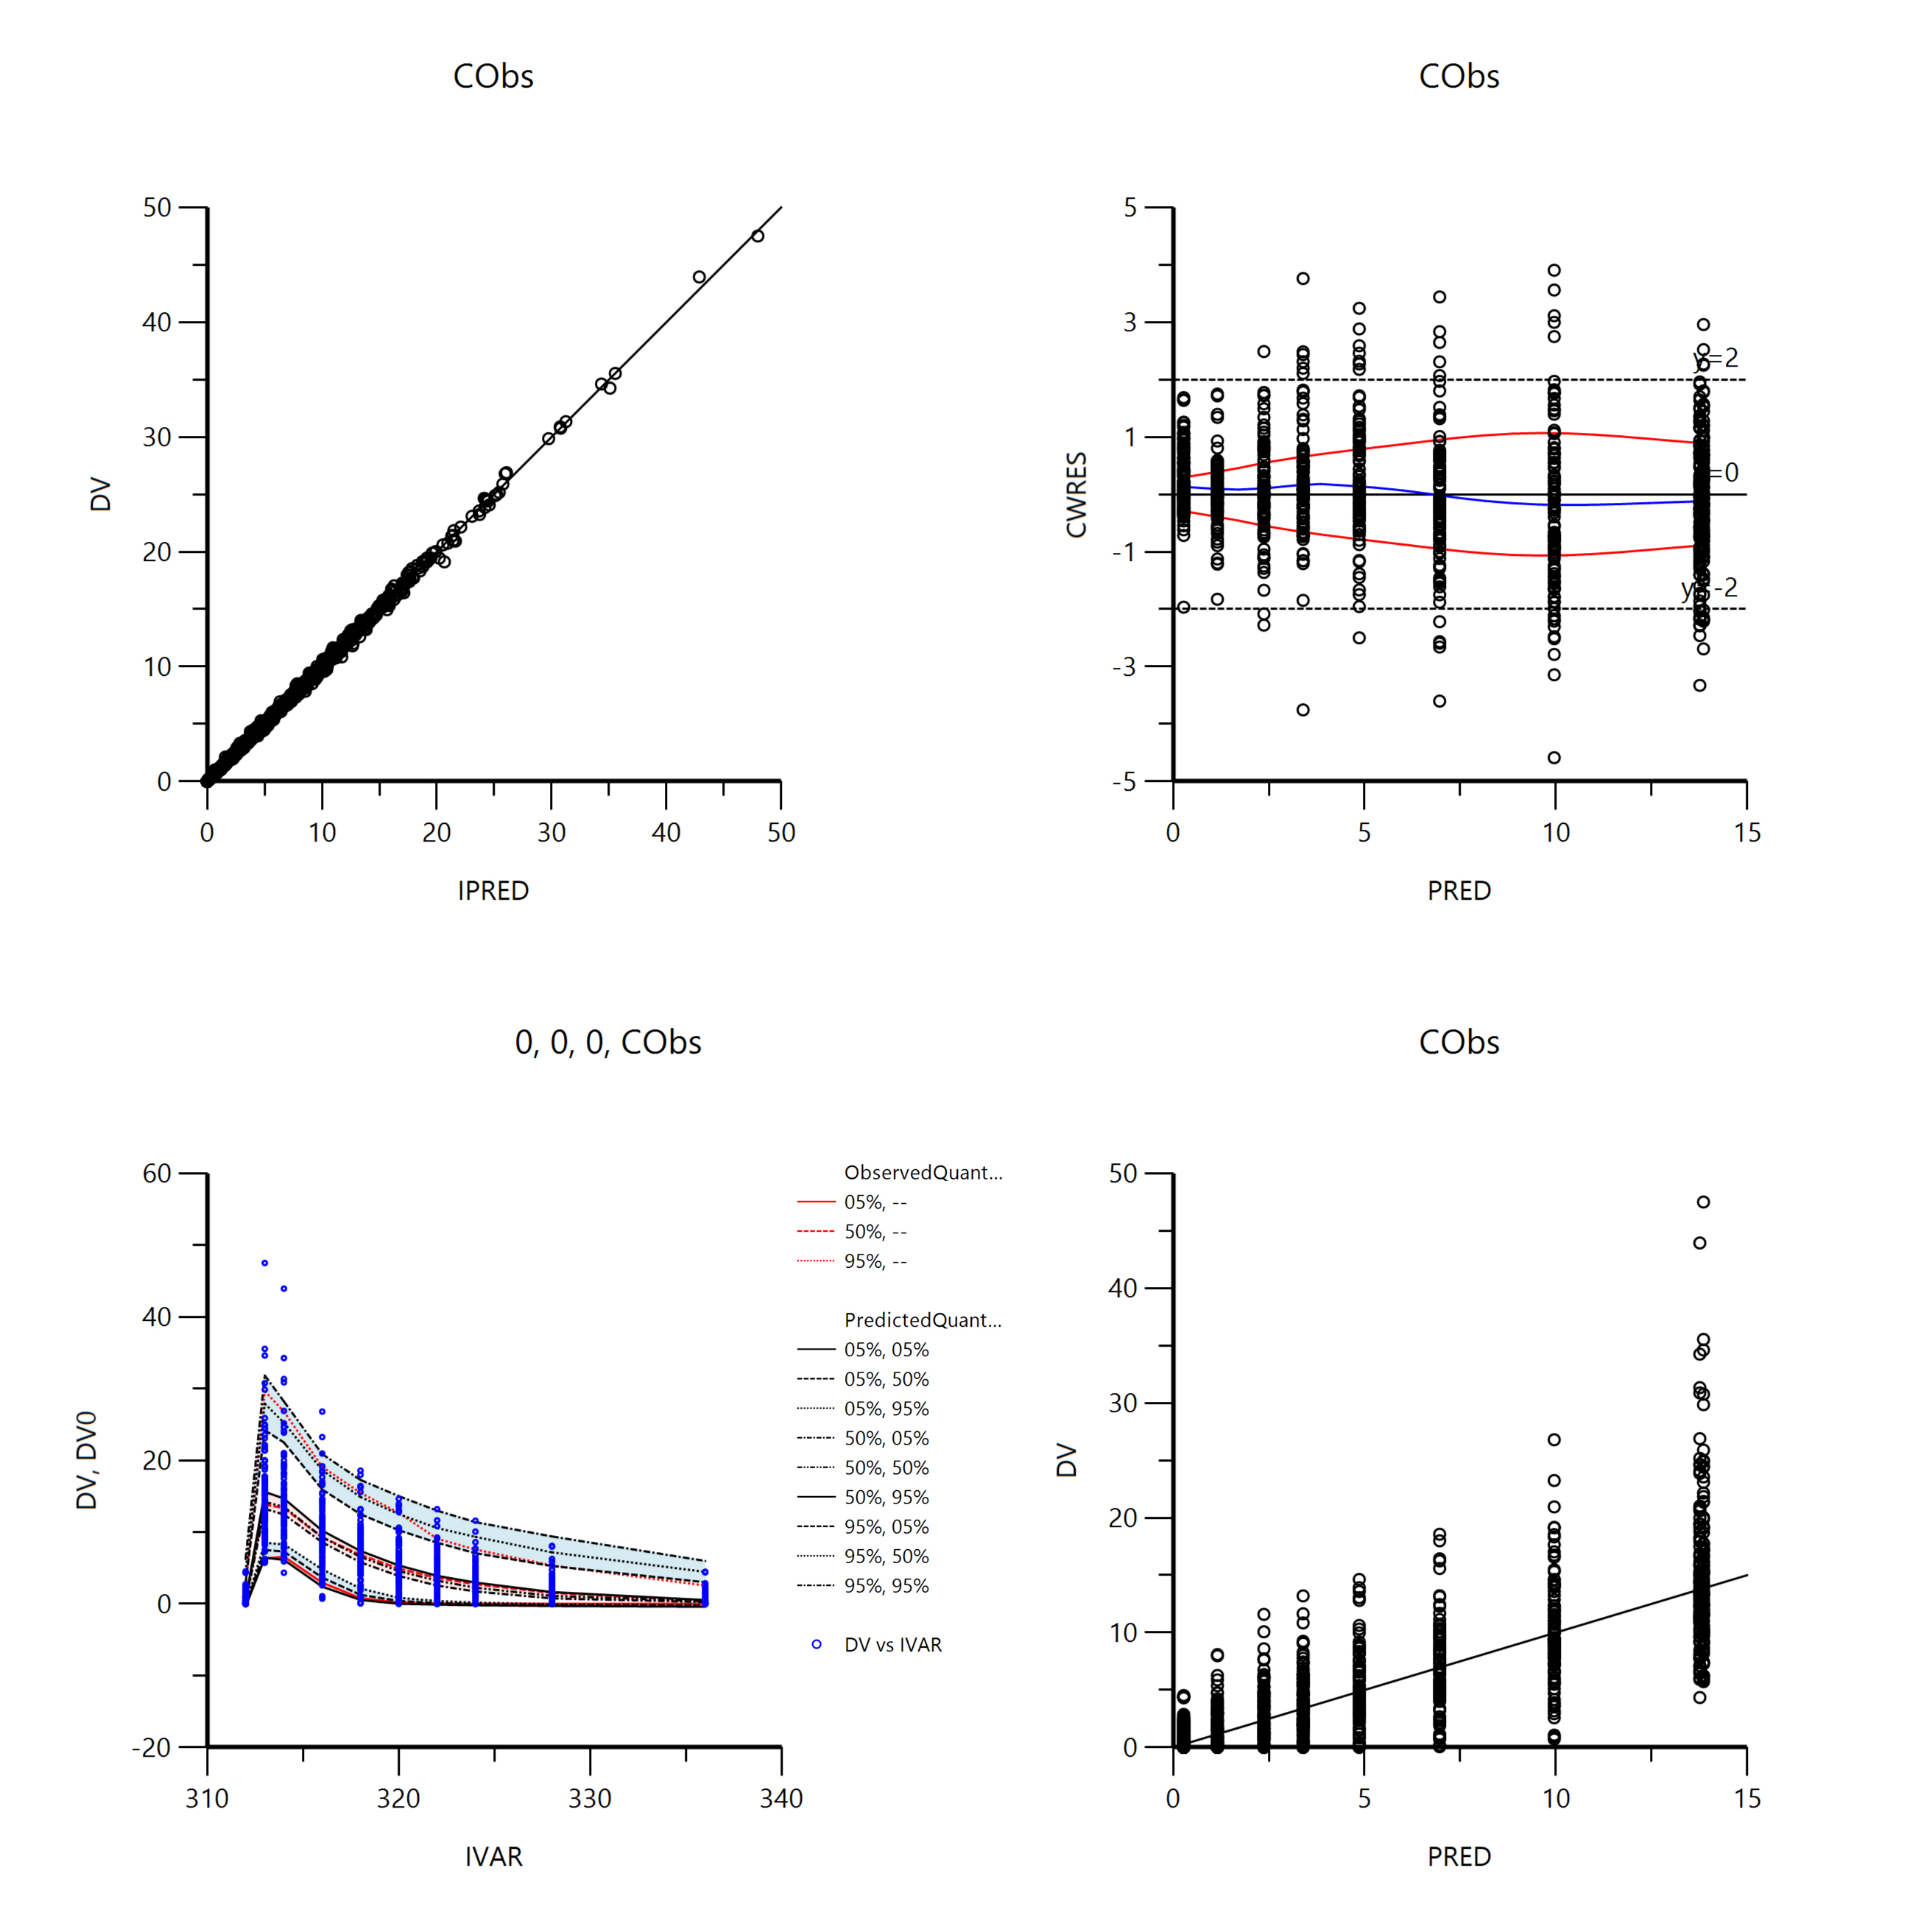 CObs
50
40
30
20
10
0
DV
0 10 20 30 40 50
IPRED
CObs
5
3
1
-1
-3
-5
CWRES
y=2
=0
y=-2
0 5 10 15
PRED
0, 0, 0, CObs
60
40
20
0
-20
DV, DV0
310 320 330 340
IVAR
ObservedQuant...
05%, --
50%, --
95%, --
PredictedQuant...
05%, 05%
05%, 50%
05%, 95%
50%, 05%
50%, 50%
50%, 95%
95%, 05%
95%, 50%
95%, 95%
DV vs IVAR
CObs
50
40
30
20
10
0
DV
0 5 10 15
PRED